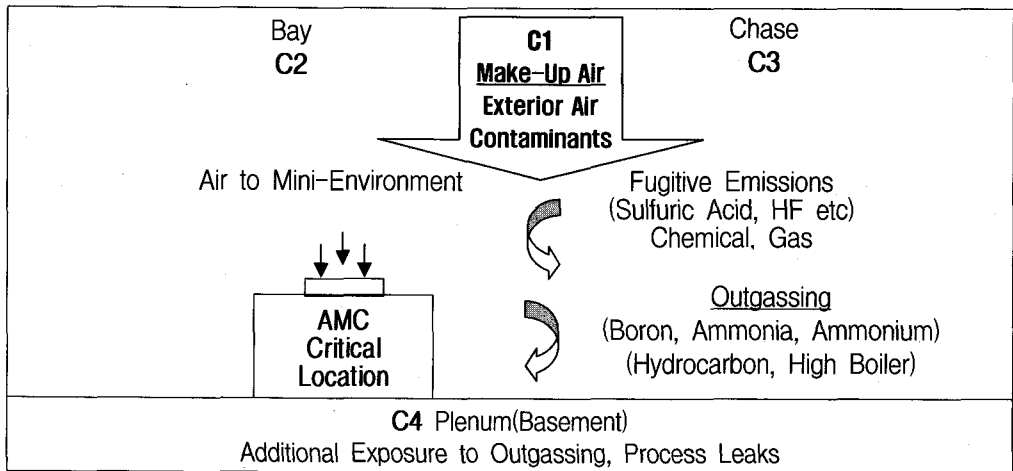 Bay
C2
C1
Make-Up Air
Exterior Air
Contaminants
Chase
C3
Air to Mini-Environment
Fugitive Emissions
(Sulfuric Acid, HF etc)
Chemical, Gas
AMC
Critical
Location
Outgassing
(Boron, Ammonia, Ammonium)
(Hydrocarbon, High Boiler)
C4 Plenum(Basement)
Additional Exposure to Outgassing, Process Leaks